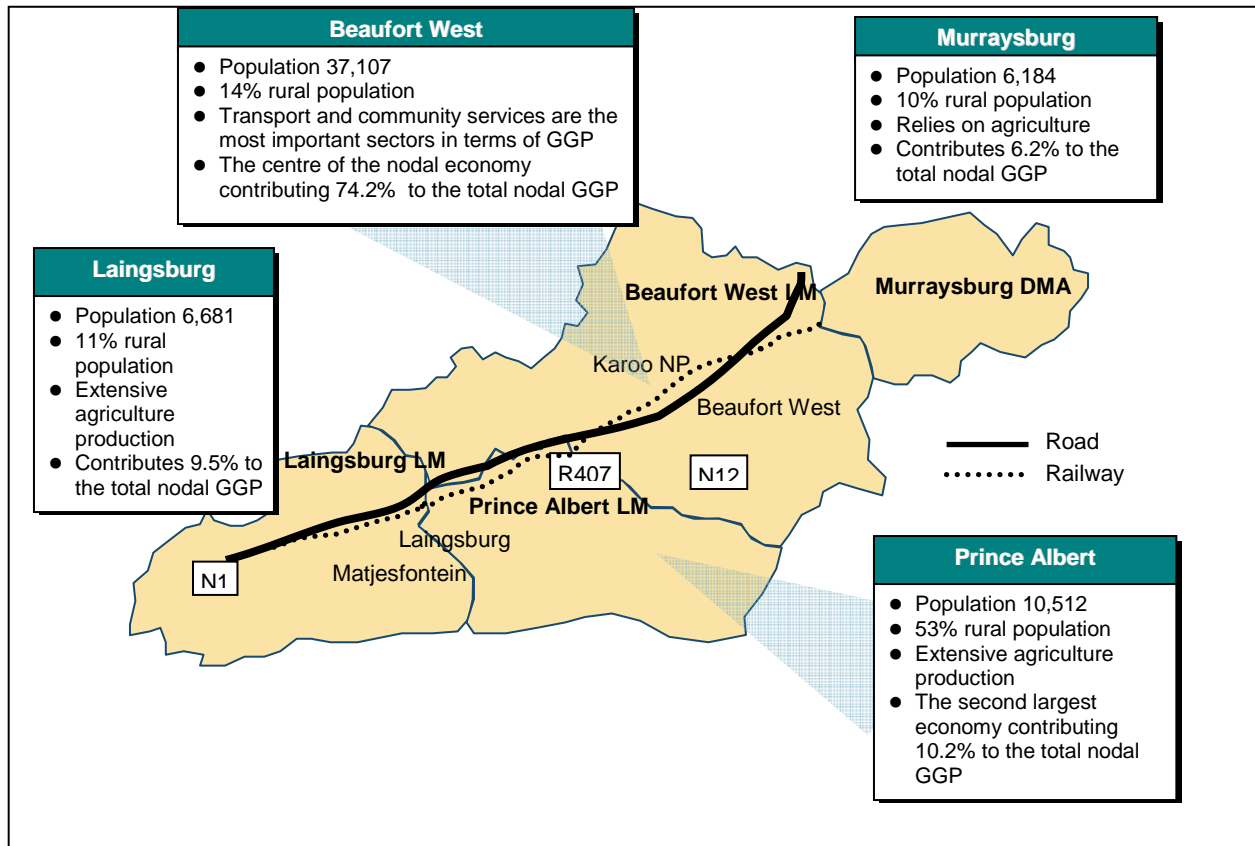 Beaufort West
● Population 37,107
● 14% rural population
● Transport and community services are the
most important sectors in terms of GGP
● The centre of the nodal economy
contributing 74.2% to the total nodal GGP
Murraysburg
● Population 6,184
● 10% rural population
● Relies on agriculture
● Contributes 6.2% to the
total nodal GGP
Laingsburg
● Population 6,681
● 11% rural
population
● Extensive
agriculture
production
● Contributes 9.5% to
the total nodal GGP
Beaufort West LM
Murraysburg DMA
Karoo NP
Beaufort West
Laingsburg LM
R407
N12
Prince Albert LM
Laingsburg
Matjesfontein
N1
Road
Railway
Prince Albert
● Population 10,512
● 53% rural population
● Extensive agriculture
production
● The second largest
economy contributing
10.2% to the total nodal
GGP